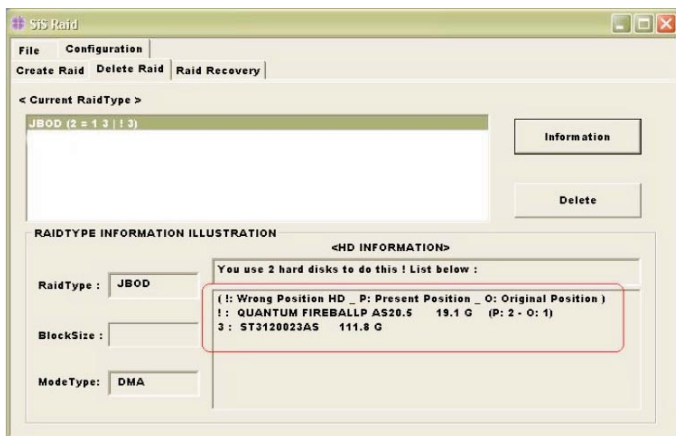 SiS Raid
File Configuration
Create Raid Delete Raid Raid Recovery
< Current RaidType >
JBOD (2 = 1 3 | ! 3)
Information
Delete
RAIDTYPE INFORMATION ILLUSTRATION
<HD INFORMATION>
You use 2 hard disks to do this ! List below :
RaidType : JBOD
( !: Wrong Position HD _ P: Present Position _ O: Original Position )
! : QUANTUM FIREBALLP AS20.5 19.1 G (P: 2 - O: 1)
3 : ST3120023AS 111.8 G
BlockSize :
ModeType: DMA